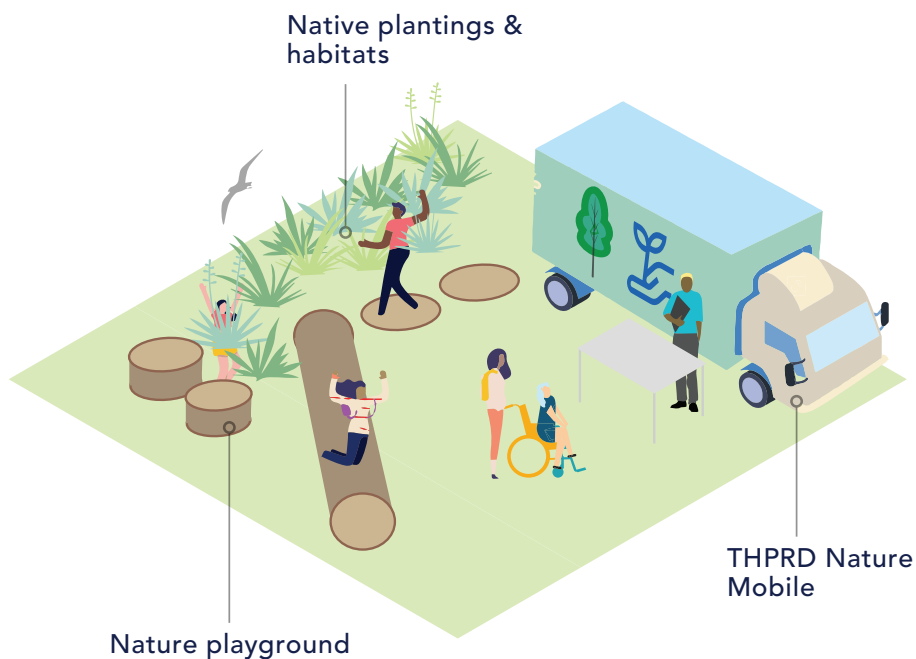 Native plantings &
habitats
THPRD Nature
Mobile
Nature playground